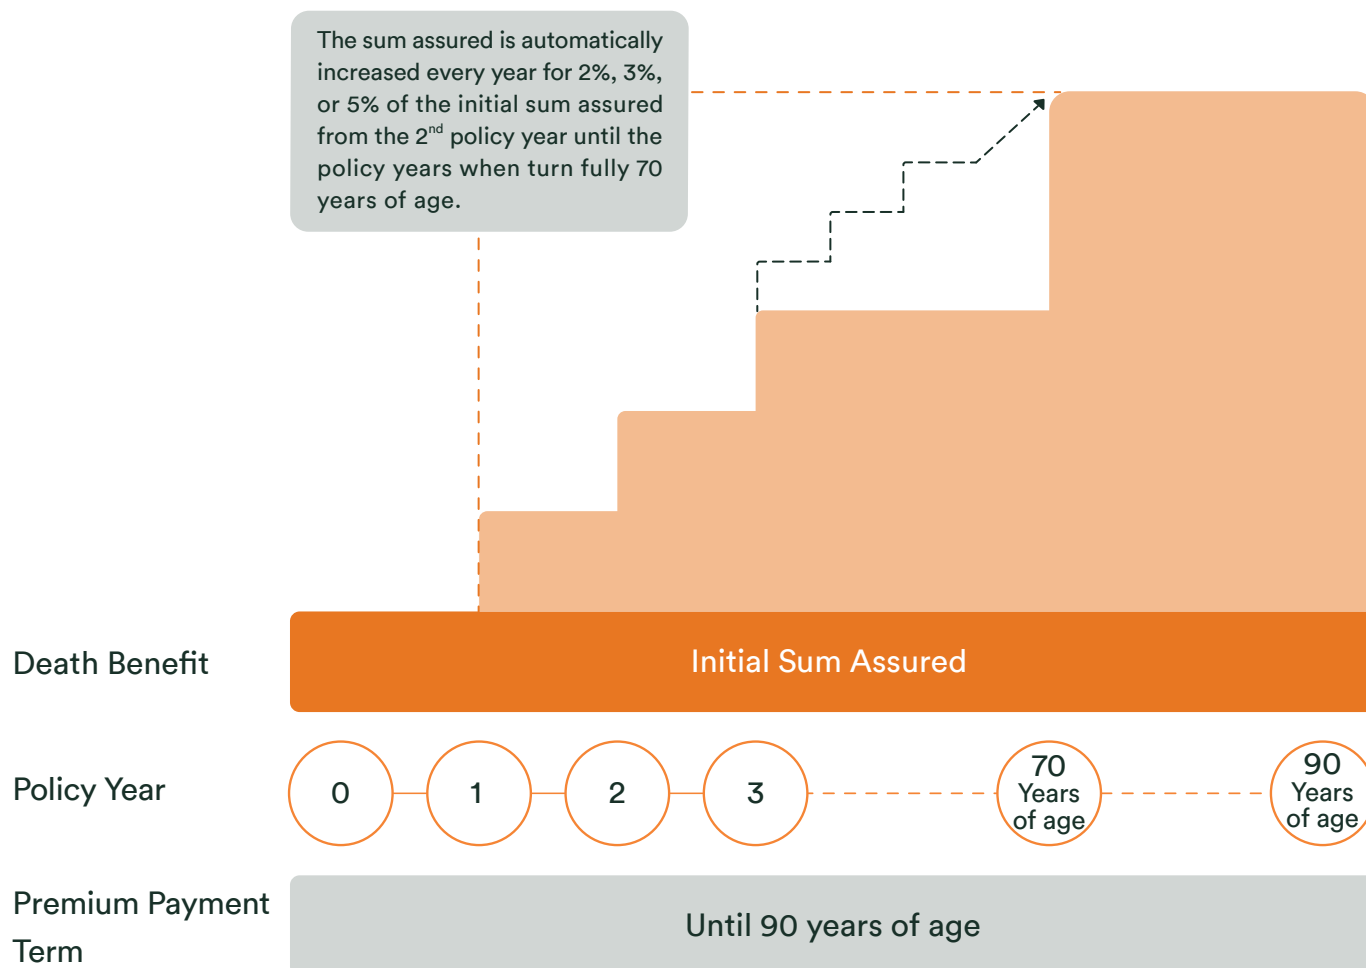 The sum assured is automatically
increased every year for 2%, 3%,
or 5% of the initial sum assured
from the 2nd policy year until the
policy years when turn fully 70
years of age.
Death Benefit
Initial Sum Assured
Policy Year
0
1
2
3
70
Years
of age
90
Years
of age
Premium Payment
Term
Until 90 years of age